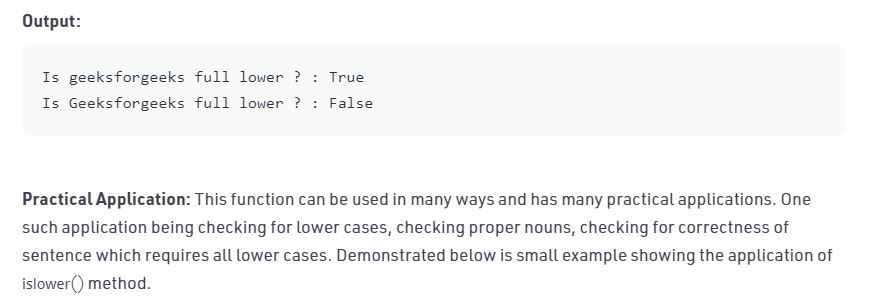 Output:
Is geeksforgeeks full lower ? : True
Is Geeksforgeeks full lower ? : False
Practical Application: This function can be used in many ways and has many practical applications. One
such application being checking for lower cases, checking proper nouns, checking for correctness of
sentence which requires all lower cases. Demonstrated below is small example showing the application of
islower() method.